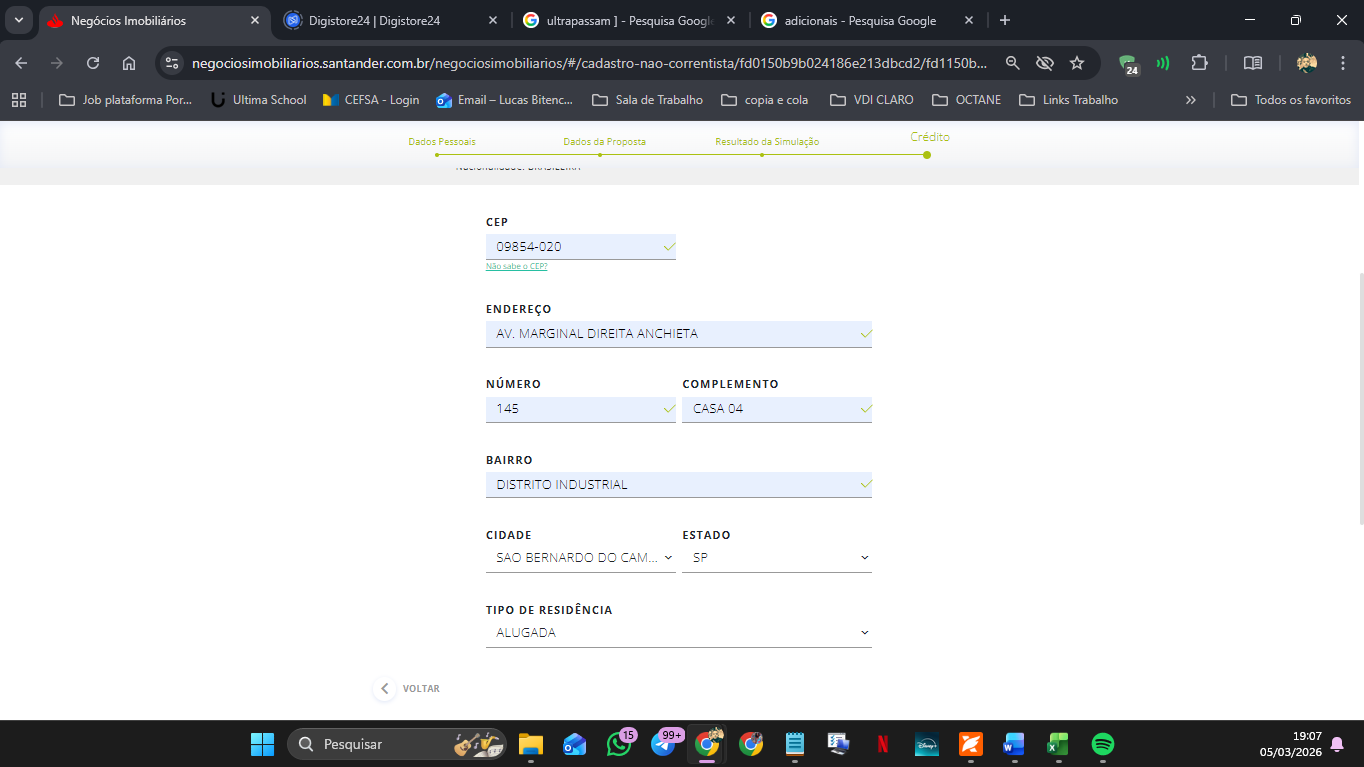 Negócios Imobiliários
Digistore24 | Digistore24
ultrapassam ] - Pesquisa Google
adicionais - Pesquisa Google
negociosimobiliarios.santander.com.br/negociosimobiliarios/#/cadastro-nao-correntista/fd0150b9b024186e213dbcd2/fd1150b...
24
Job plataforma Por...
Ultima School
CEFSA - Login
Email – Lucas Bitenc...
Sala de Trabalho
copia e cola
VDI CLARO
OCTANE
Links Trabalho
Todos os favoritos
Dados Pessoais
Dados da Proposta
Resultado da Simulação
Crédito
Nacionalidade: BRASILEIRA
CEP
09854-020
Não sabe o CEP?
ENDEREÇO
AV. MARGINAL DIREITA ANCHIETA
NÚMERO COMPLEMENTO
145 CASA 04
BAIRRO
DISTRITO INDUSTRIAL
CIDADE ESTADO
SAO BERNARDO DO CAM... SP
TIPO DE RESIDÊNCIA
ALUGADA
VOLTAR
Pesquisar
15
99+
19:07
05/03/2026